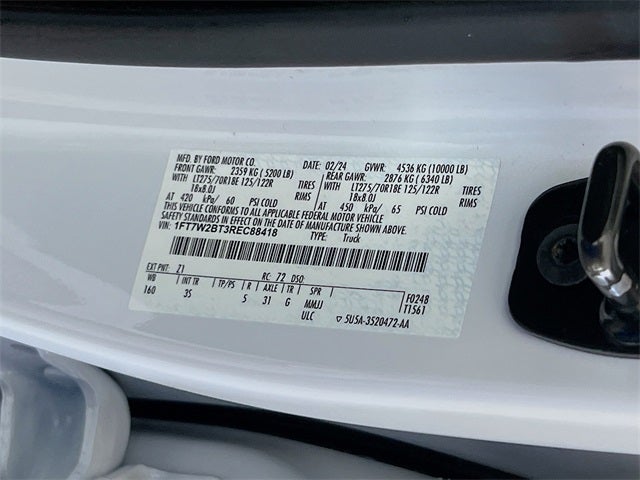 MFD. BY FORD MOTOR CO. DATE: 02/24 GVWR: 4536 KG (10000 LB)
FRONT GAWR: 2359 KG (5200 LB) REAR GAWR: 2876 KG (6340 LB)
WITH LT275/70R18E 125/122R TIRES WITH LT275/70R18E 125/122R TIRES
18x8.0J RIMS 18x8.0J RIMS
AT 420 kPa/ 60 PSI COLD AT 450 kPa/ 65 PSI COLD
THIS VEHICLE CONFORMS TO ALL APPLICABLE FEDERAL MOTOR VEHICLE
SAFETY STANDARDS IN EFFECT ON THE DATE OF MANUFACTURE SHOWN ABOVE.
VIN: 1FT7W2BT3REC88418 TYPE: Truck
EXT PNT: Z1 RC: 72 DSO:
WB INT TR TP/PS R AXLE TR SPR F0248
160 3S 5 31 G MMJJ T1561
ULC ▽ 5U5A-3520472-AA